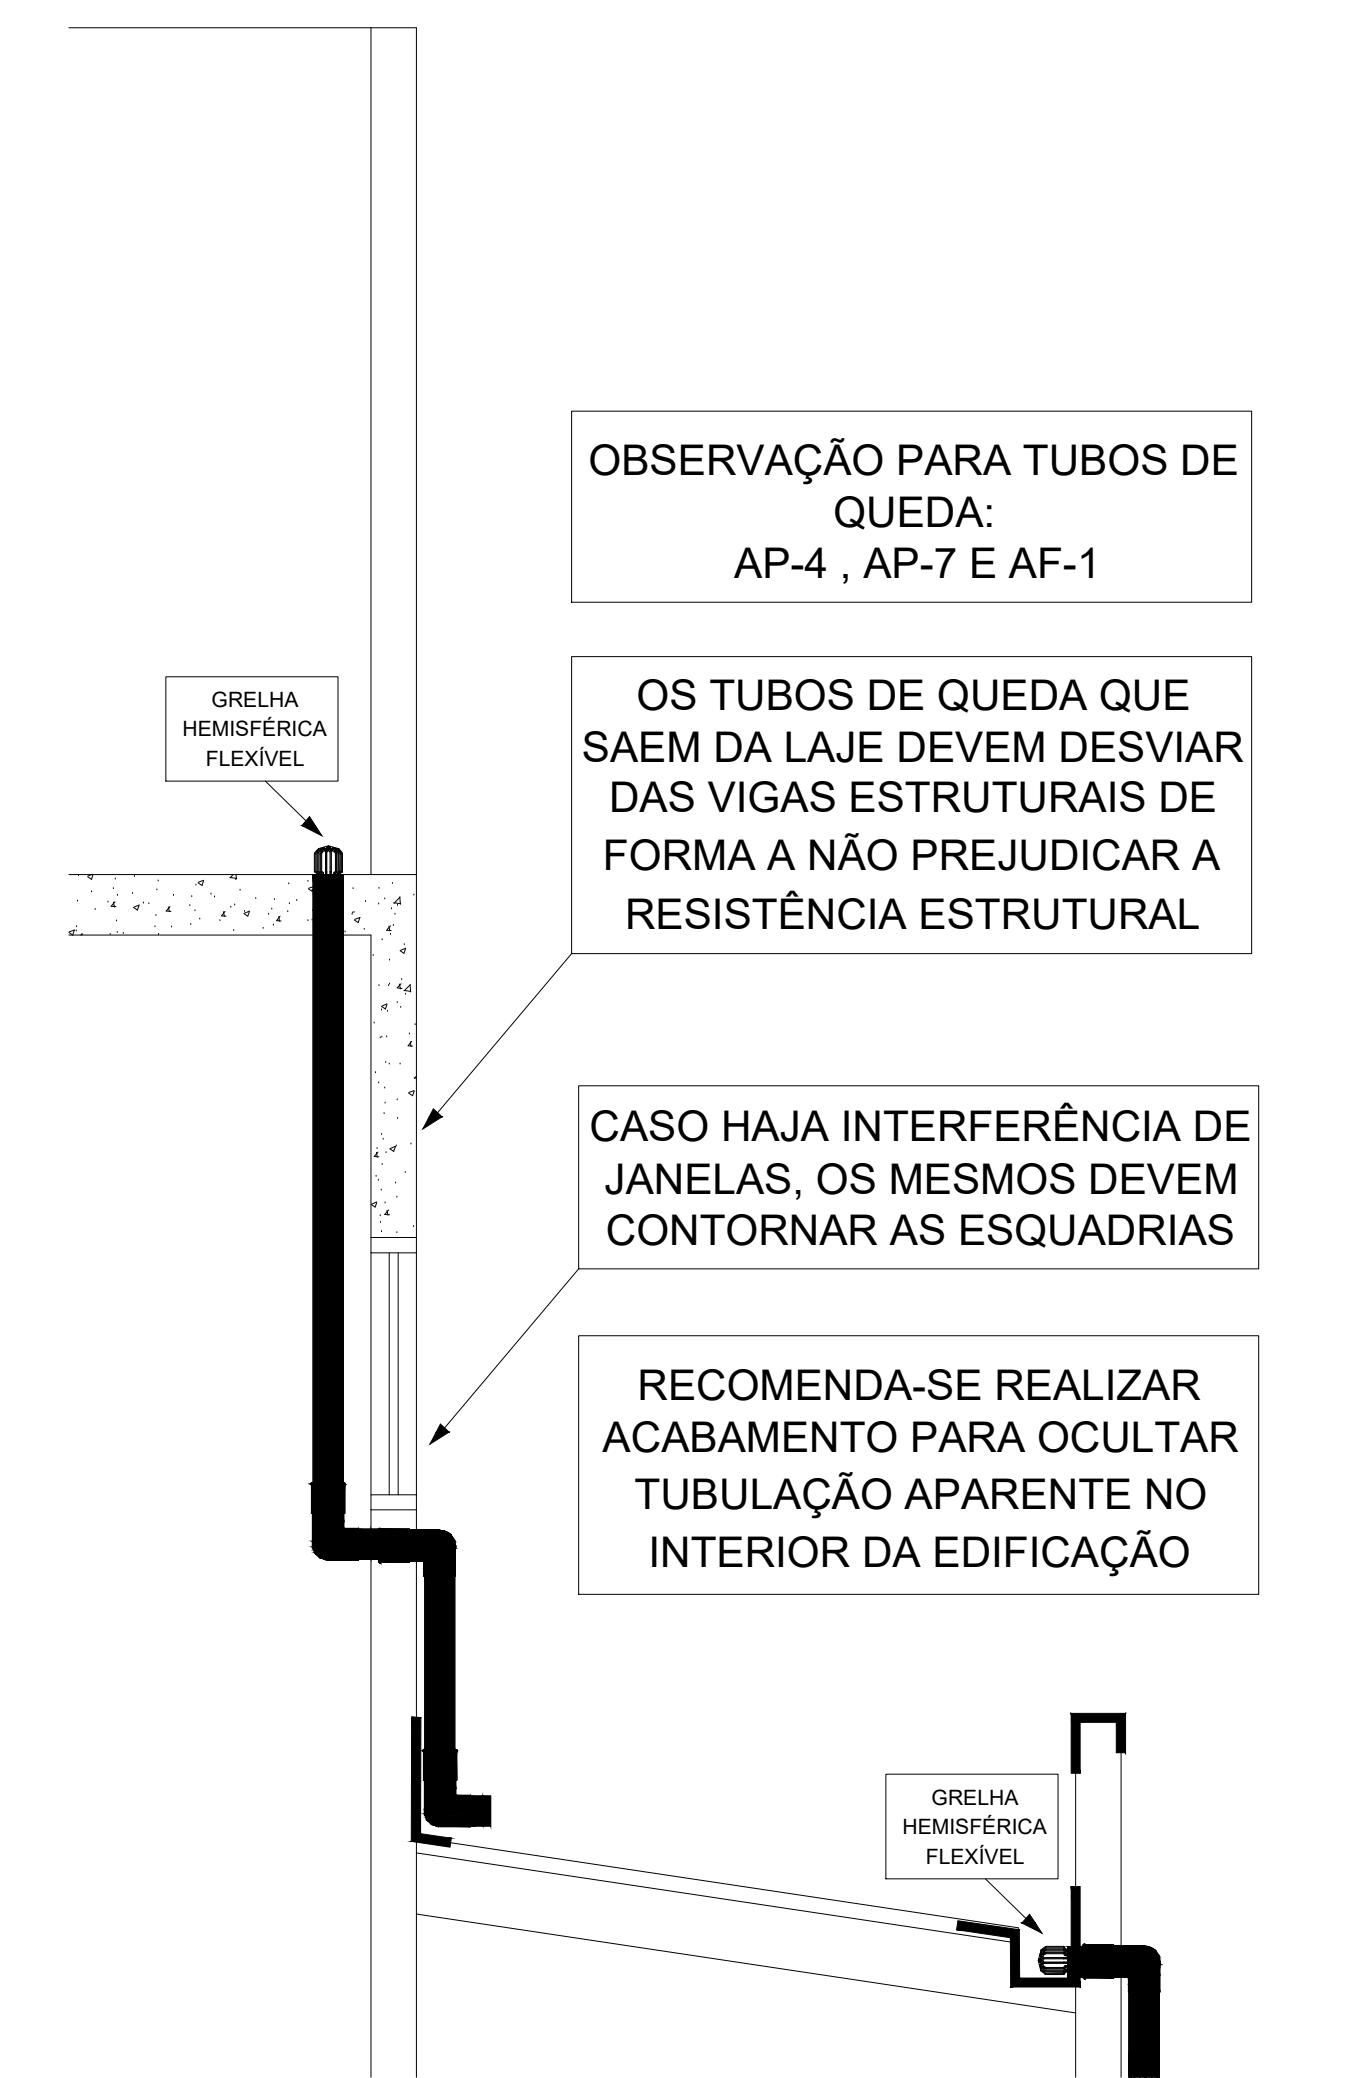 OBSERVAÇÃO PARA TUBOS DE
QUEDA:
AP-4 , AP-7 E AF-1
GRELHA
HEMISFÉRICA
FLEXÍVEL
OS TUBOS DE QUEDA QUE
SAEM DA LAJE DEVEM DESVIAR
DAS VIGAS ESTRUTURAIS DE
FORMA A NÃO PREJUDICAR A
RESISTÊNCIA ESTRUTURAL
CASO HAJA INTERFERÊNCIA DE
JANELAS, OS MESMOS DEVEM
CONTORNAR AS ESQUADRIAS
RECOMENDA-SE REALIZAR
ACABAMENTO PARA OCULTAR
TUBULAÇÃO APARENTE NO
INTERIOR DA EDIFICAÇÃO
GRELHA
HEMISFÉRICA
FLEXÍVEL